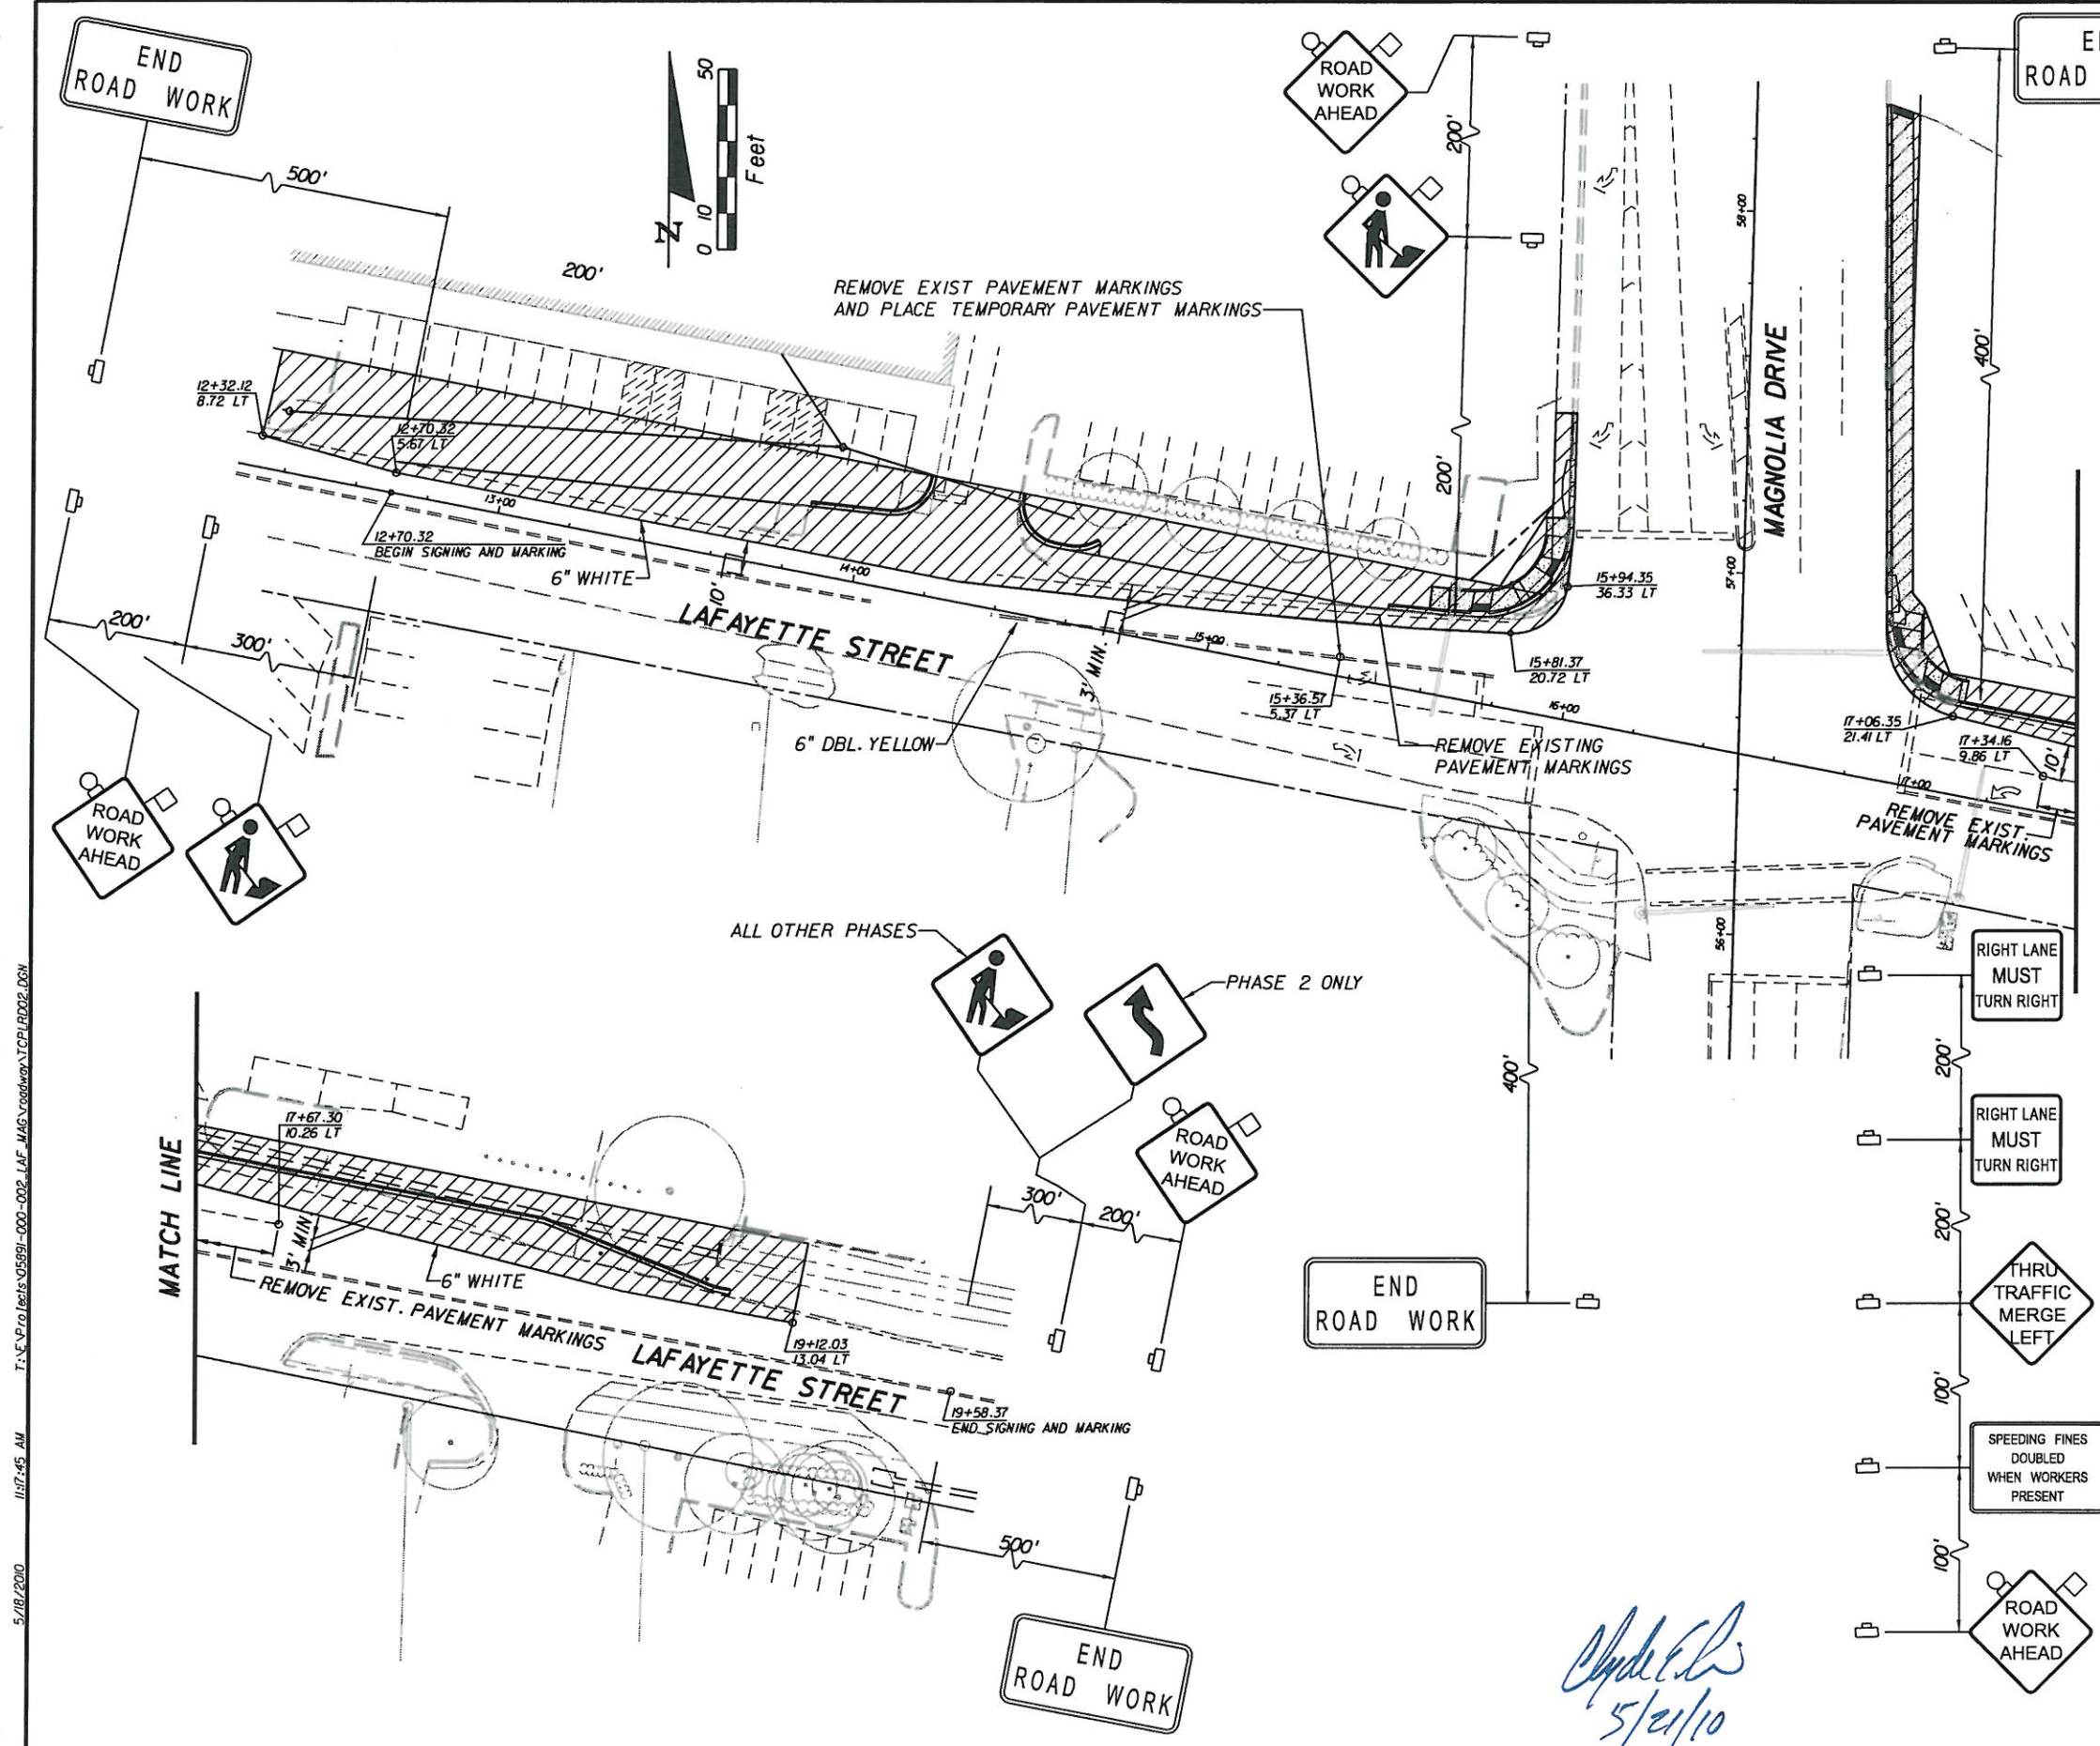 END
ROAD WORK
500'
N
0 10 50
Feet
200'
ROAD
WORK
AHEAD
200'
200'
REMOVE EXIST PAVEMENT MARKINGS
AND PLACE TEMPORARY PAVEMENT MARKINGS
ROAD
400'
MAGNOLIA DRIVE
58+00
57+00
56+00
12+32.12
8.72 LT
12+70.32
5.67 LT
13+00
12+70.32
BEGIN SIGNING AND MARKING
6" WHITE
10'
14+00
LAFAYETTE STREET
3' MIN.
15+00
15+94.35
36.33 LT
15+81.37
20.72 LT
15+36.57
5.37 LT
16+00
6" DBL. YELLOW
REMOVE EXISTING
PAVEMENT MARKINGS
17+06.35
21.41 LT
17+34.16
9.86 LT
10'
17+00
REMOVE EXIST.
PAVEMENT MARKINGS
200'
300'
ROAD
WORK
AHEAD
ALL OTHER PHASES
PHASE 2 ONLY
ROAD
WORK
AHEAD
300'
200'
400'
END
ROAD WORK
RIGHT LANE
MUST
TURN RIGHT
200'
RIGHT LANE
MUST
TURN RIGHT
200'
THRU
TRAFFIC
MERGE
LEFT
100'
SPEEDING FINES
DOUBLED
WHEN WORKERS
PRESENT
100'
ROAD
WORK
AHEAD
MATCH LINE
17+67.30
10.26 LT
3' MIN
6" WHITE
REMOVE EXIST. PAVEMENT MARKINGS
LAFAYETTE STREET
19+12.03
13.04 LT
19+58.37
END SIGNING AND MARKING
500'
END
ROAD WORK
5/21/10
5/18/2010 11:17:45 AM T:\E\Projects\05891-000-002_LAF_MAG\roadway\TCPLRD02.DGN